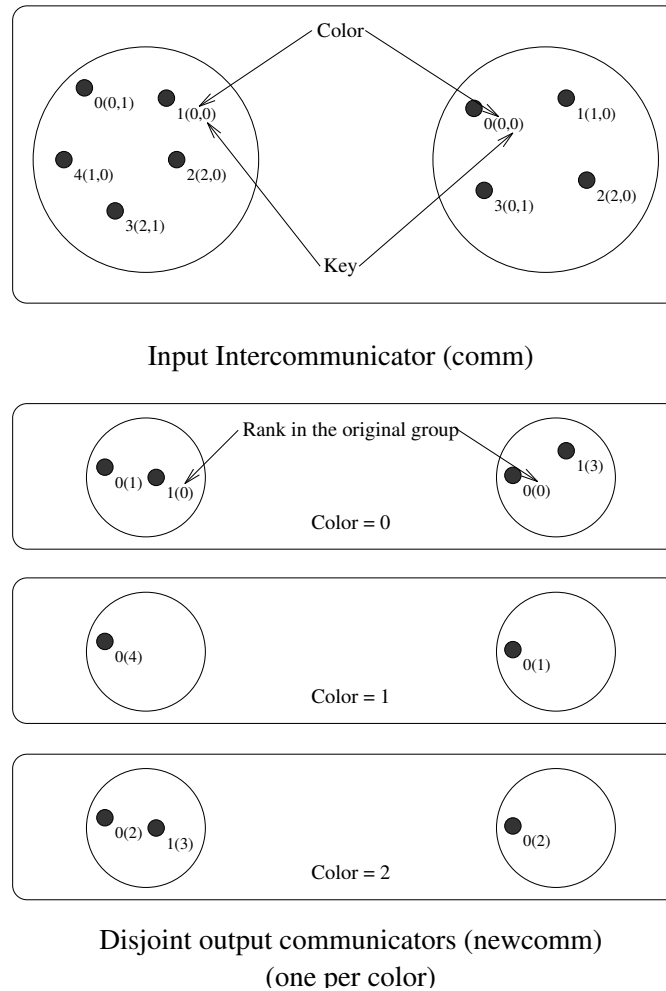 Color
0(0,1)
1(0,0)
4(1,0)
2(2,0)
3(2,1)
0(0,0)
1(1,0)
3(0,1)
2(2,0)
Key
Input Intercommunicator (comm)
Rank in the original group
0(1)
1(0)
0(0)
1(3)
Color = 0
0(4)
0(1)
Color = 1
0(2)
1(3)
0(2)
Color = 2
Disjoint output communicators (newcomm)
(one per color)